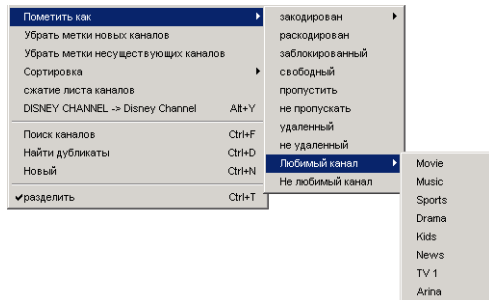 Пометить как
Убрать метки новых каналов
Убрать метки несуществующих каналов
Сортировка
сжатие листа каналов
DISNEY CHANNEL -> Disney Channel Alt+Y
Поиск каналов Ctrl+F
Найти дубликаты Ctrl+D
Новый Ctrl+N
разделить Ctrl+T
закодирован
раскодирован
заблокированный
свободный
пропустить
не пропускать
удаленный
не удаленный
Любимый канал
Не любимый канал
Movie
Music
Sports
Drama
Kids
News
TV 1
Arina